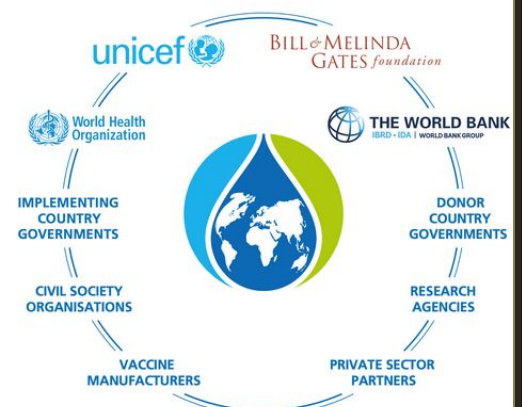 unicef
BILL & MELINDA
GATES foundation
World Health
Organization
THE WORLD BANK
IBRD • IDA | WORLD BANK GROUP
IMPLEMENTING
COUNTRY
GOVERNMENTS
DONOR
COUNTRY
GOVERNMENTS
CIVIL SOCIETY
ORGANISATIONS
RESEARCH
AGENCIES
VACCINE
MANUFACTURERS
PRIVATE SECTOR
PARTNERS